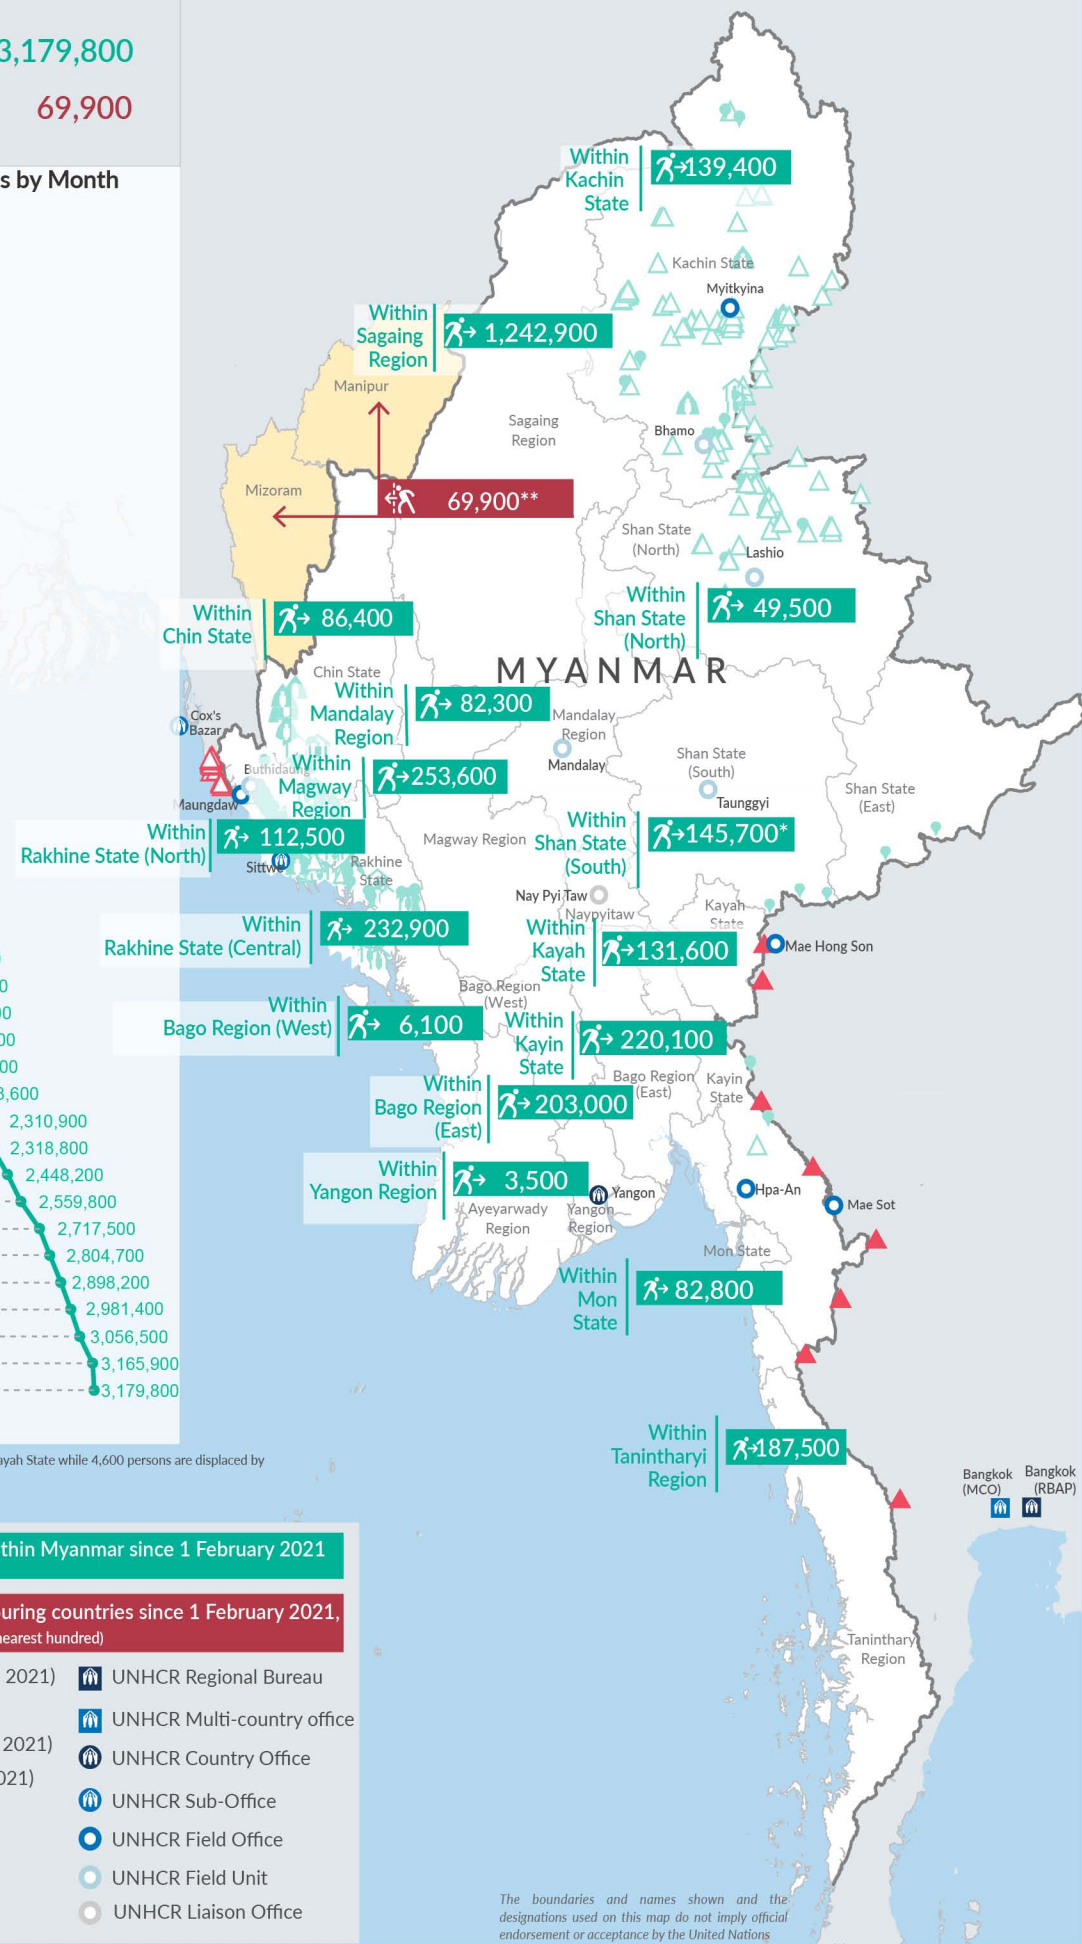 3,179,800
69,900
s by Month
Within
Kachin
State
139,400
Kachin State
Myitkyina
Within
Sagaing
Region
1,242,900
Manipur
Sagaing
Region
Bhamo
Mizoram
69,900**
Shan State
(North)
Lashio
Within
Chin State
86,400
Within
Shan State
(North)
49,500
MYANMAR
Chin State
Within
Mandalay
Region
82,300
Mandalay
Region
Mandalay
Cox's
Bazar
Buthidaung
Maungdaw
Within
Magway
Region
253,600
Shan State
(South)
Taunggyi
Shan State
(East)
Within
Rakhine State (North)
112,500
Sittwe
Rakhine
State
Magway Region
Within
Shan State
(South)
145,700*
Nay Pyi Taw
Naypyitaw
Kayah
State
Within
Rakhine State (Central)
232,900
Within
Kayah
State
131,600
Mae Hong Son
Bago Region
(West)
Within
Bago Region (West)
6,100
Within
Kayin
State
220,100
Bago Region
(East)
Kayin
State
Within
Bago Region
(East)
203,000
Within
Yangon Region
3,500
Yangon
Ayeyarwady
Region
Yangon
Region
Hpa-An
Mae Sot
Mon State
Within
Mon
State
82,800
0
0
00
00
00
3,600
2,310,900
2,318,800
2,448,200
2,559,800
2,717,500
2,804,700
2,898,200
2,981,400
3,056,500
3,165,900
3,179,800
ayah State while 4,600 persons are displaced by
Within
Tanintharyi
Region
187,500
Bangkok
(MCO)
Bangkok
(RBAP)
thin Myanmar since 1 February 2021
ouring countries since 1 February 2021,
nearest hundred)
2021)
2021)
021)
UNHCR Regional Bureau
UNHCR Multi-country office
UNHCR Country Office
UNHCR Sub-Office
UNHCR Field Office
UNHCR Field Unit
UNHCR Liaison Office
Taninthary
Region
The boundaries and names shown and the
designations used on this map do not imply official
endorsement or acceptance by the United Nations